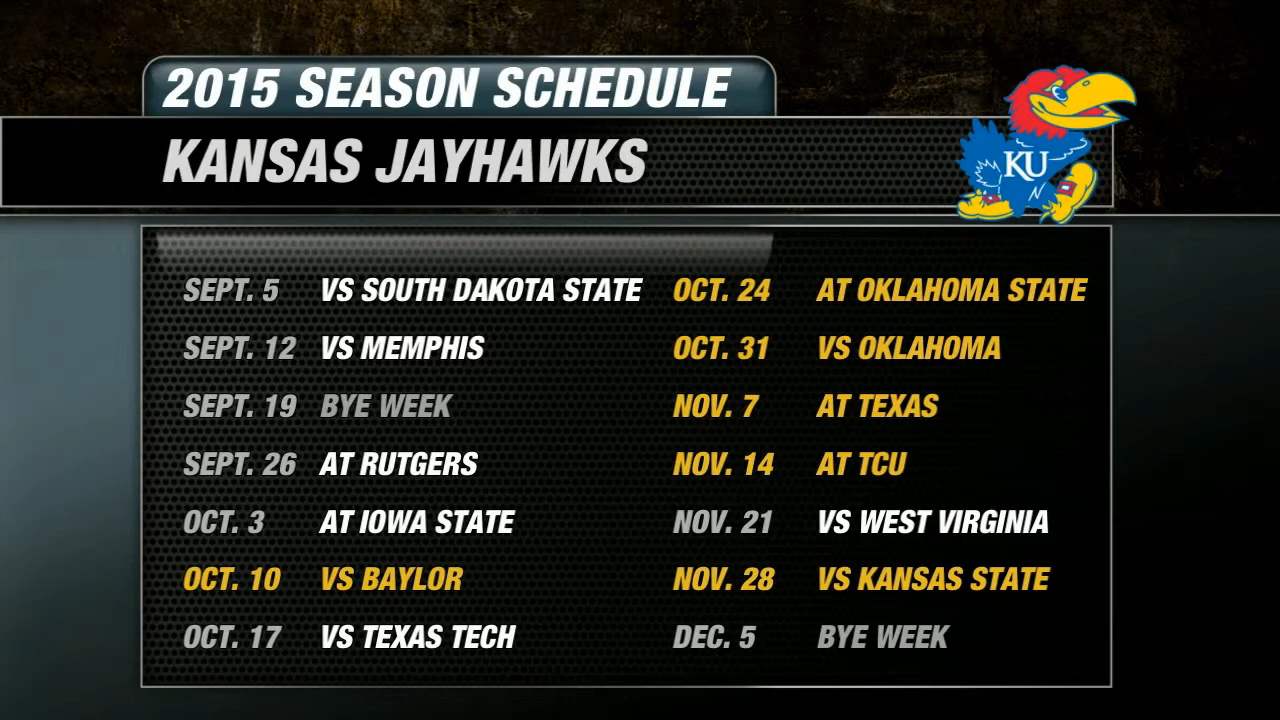 2015 SEASON SCHEDULE
KANSAS JAYHAWKS
KU
SEPT. 5 VS SOUTH DAKOTA STATE
SEPT. 12 VS MEMPHIS
SEPT. 19 BYE WEEK
SEPT. 26 AT RUTGERS
OCT. 3 AT IOWA STATE
OCT. 10 VS BAYLOR
OCT. 17 VS TEXAS TECH
OCT. 24 AT OKLAHOMA STATE
OCT. 31 VS OKLAHOMA
NOV. 7 AT TEXAS
NOV. 14 AT TCU
NOV. 21 VS WEST VIRGINIA
NOV. 28 VS KANSAS STATE
DEC. 5 BYE WEEK